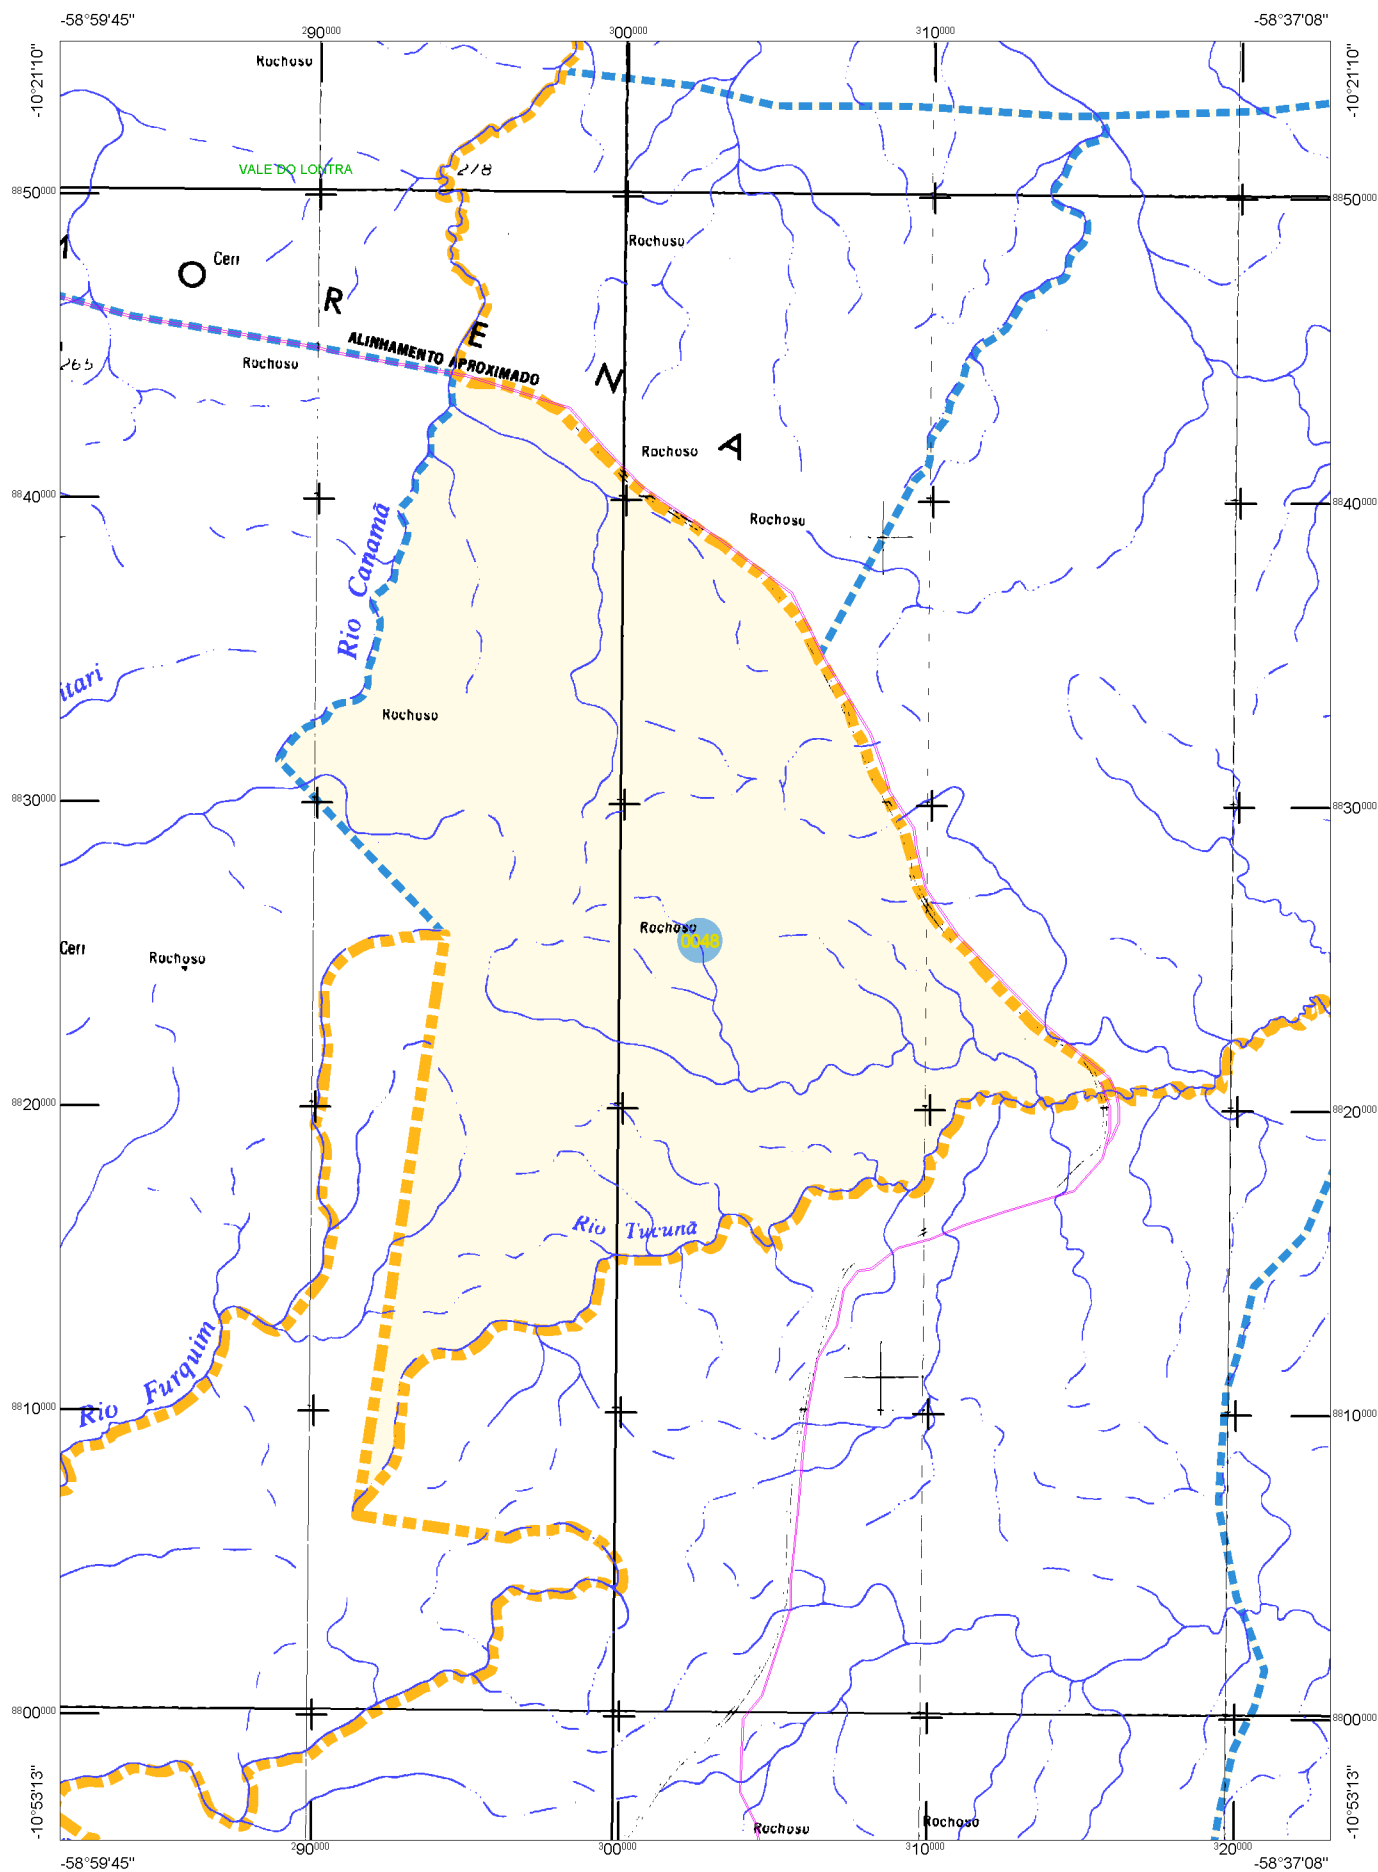 -58°59'45"
-58°37'08"
290000
300000
310000
-10°21'10"
-10°21'10"
Rochoso
VALE DO LONTRA
278
8850000
8850000
Rochoso
Cerr
O
R
E
ALINHAMENTO APROXIMADO
265
Rochoso
N
A
Rochoso
8840000
8840000
Rochoso
Rio Canamã
itari
Rochoso
8830000
8830000
Rochoso
0048
Cerr
Rochoso
8820000
8820000
Rio Tucunã
Rio Furquim
8810000
8810000
8800000
8800000
-10°53'13"
-10°53'13"
Rochoso
Rochoso
290000
300000
310000
320000
-58°59'45"
-58°37'08"